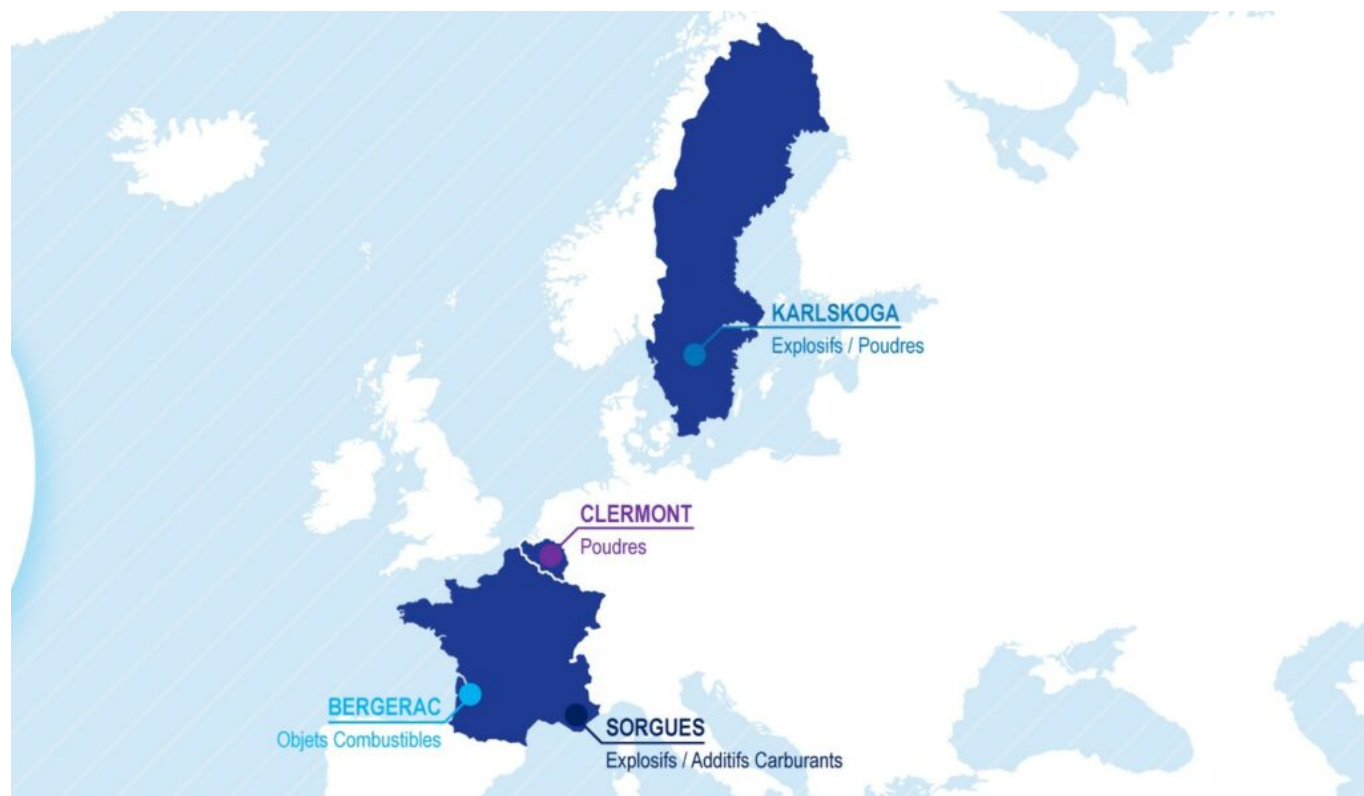 KARLSKOGA
Explosifs / Poudres
CLERMONT
Poudres
BERGERAC
Objets Combustibles
SORGUES
Explosifs / Additifs Carburants